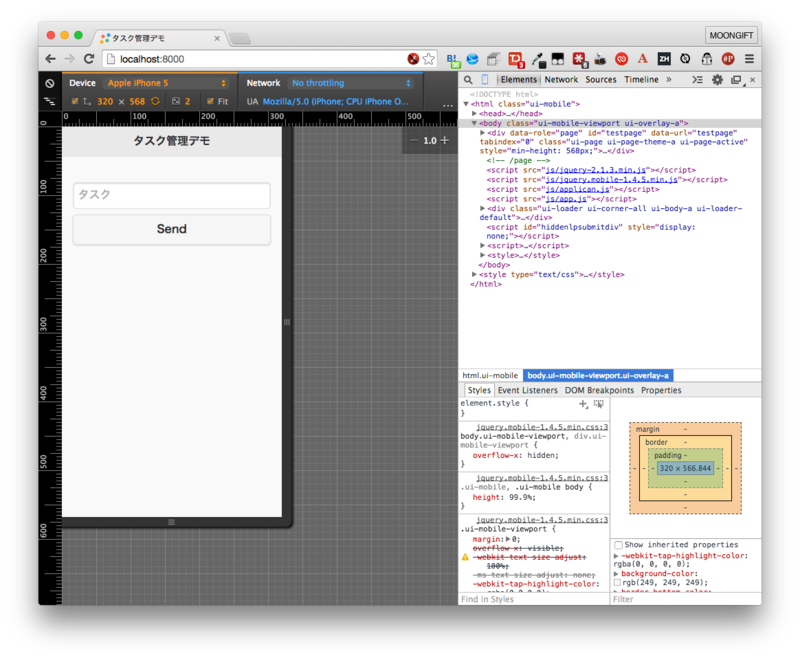 タスク管理デモ
MOONGIFT
localhost:8000
Device Apple iPhone 5
Network No throttling
320 × 568 2 Fit
UA Mozilla/5.0 (iPhone; CPU iPhone O...
0 100 200 300 400 500
0
100
200
300
400
500
600
1.0
タスク管理デモ
タスク
Send
Elements Network Sources Timeline »
<!DOCTYPE html>
<html class="ui-mobile">
<head>…</head>
<body class="ui-mobile-viewport ui-overlay-a">
<div data-role="page" id="testpage" data-url="testpage"
tabindex="0" class="ui-page ui-page-theme-a ui-page-active"
style="min-height: 568px;">…</div>
<!-- /page -->
<script src="js/jquery-2.1.3.min.js"></script>
<script src="js/jquery.mobile-1.4.5.min.js"></script>
<script src="js/applican.js"></script>
<script src="js/app.js"></script>
<div class="ui-loader ui-corner-all ui-body-a ui-loader-
default">…</div>
<script id="hiddenlpsubmitdiv" style="display:
none;"></script>
<script>…</script>
<style>…</style>
</body>
<style type="text/css">…</style>
</html>
html.ui-mobile body.ui-mobile-viewport.ui-overlay-a
Styles Event Listeners DOM Breakpoints Properties
element.style {
}
jquery.mobile-1.4.5.min.css:3
body.ui-mobile-viewport, div.ui-
mobile-viewport {
overflow-x: hidden;
}
jquery.mobile-1.4.5.min.css:3
.ui-mobile, .ui-mobile body {
height: 99.9%;
}
jquery.mobile-1.4.5.min.css:3
.ui-mobile-viewport {
margin: 0;
overflow-x: visible;
-webkit-text-size-adjust:
100%;
-ms-text-size-adjust: none;
-webkit-tap-highlight-color:
Find in Styles
margin -
border -
padding -
320 × 566.844
Show inherited properties
-webkit-tap-highlight-color:
rgba(0, 0, 0, 0);
background-color:
rgb(249, 249, 249);
Filter